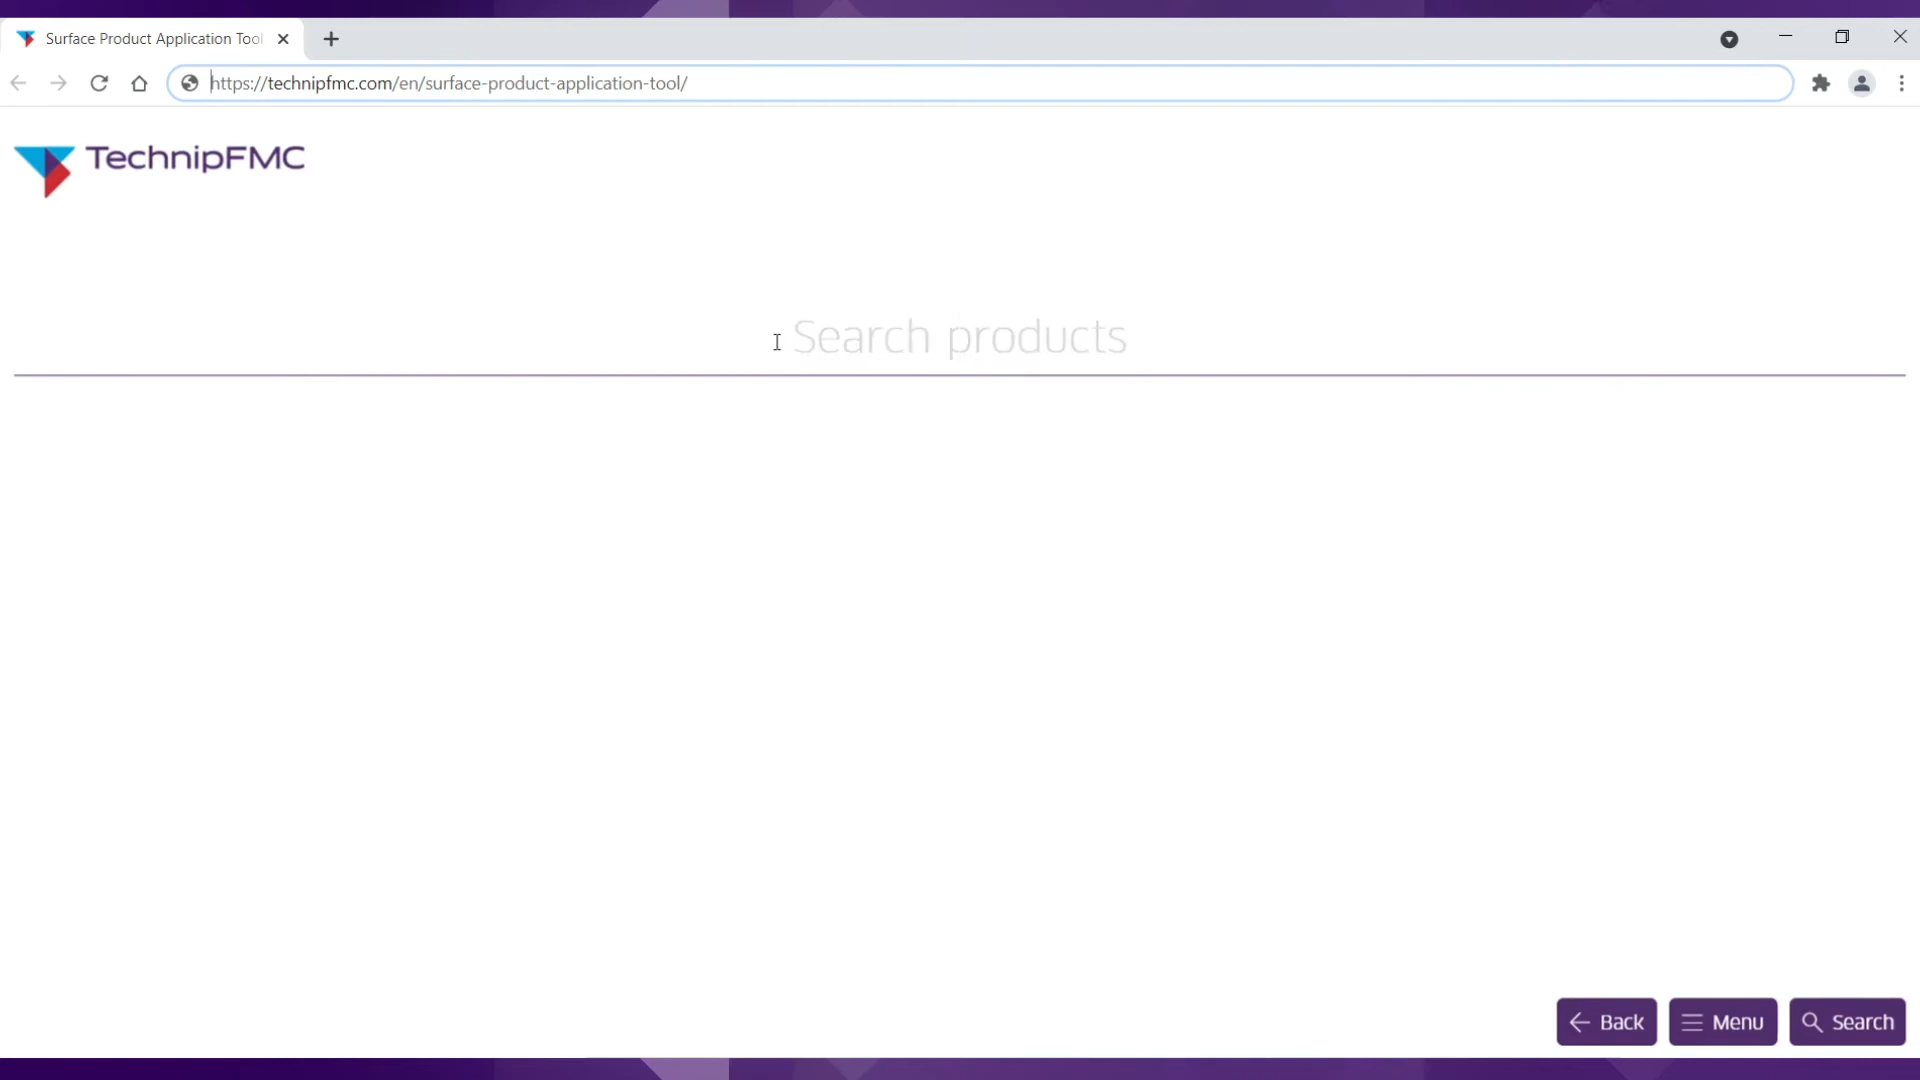 Surface Product Application Tool
https://technipfmc.com/en/surface-product-application-tool/
TechnipFMC
Search products
Back
Menu
Search